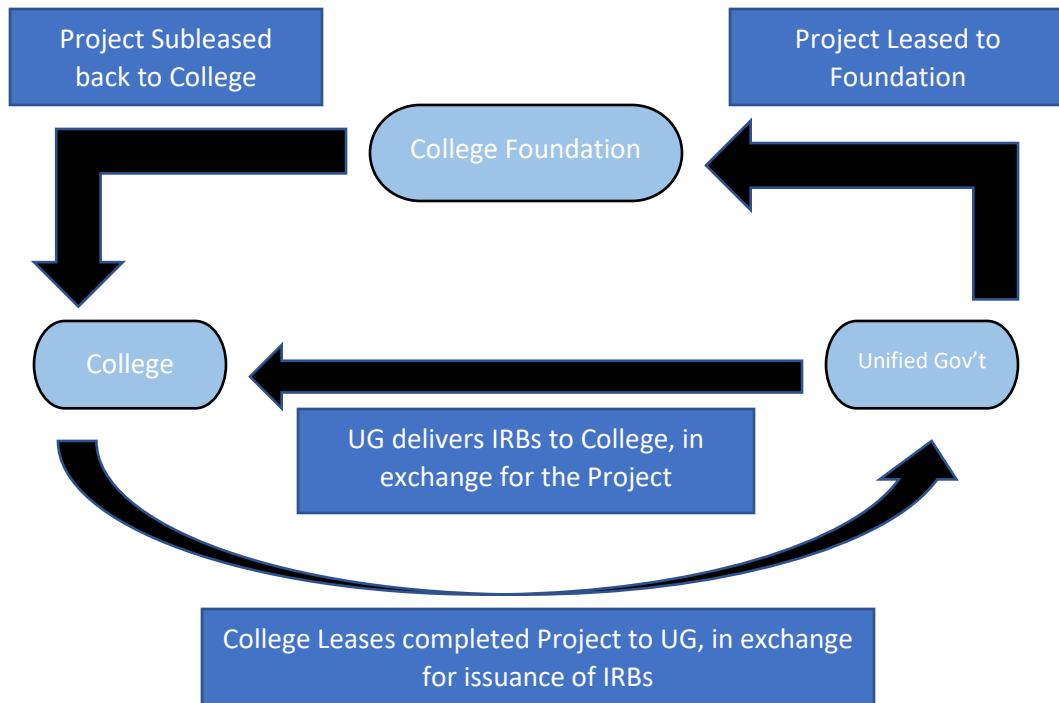 Project Subleased
back to College
Project Leased to
Foundation
College Foundation
College
Unified Gov’t
UG delivers IRBs to College, in
exchange for the Project
College Leases completed Project to UG, in exchange
for issuance of IRBs